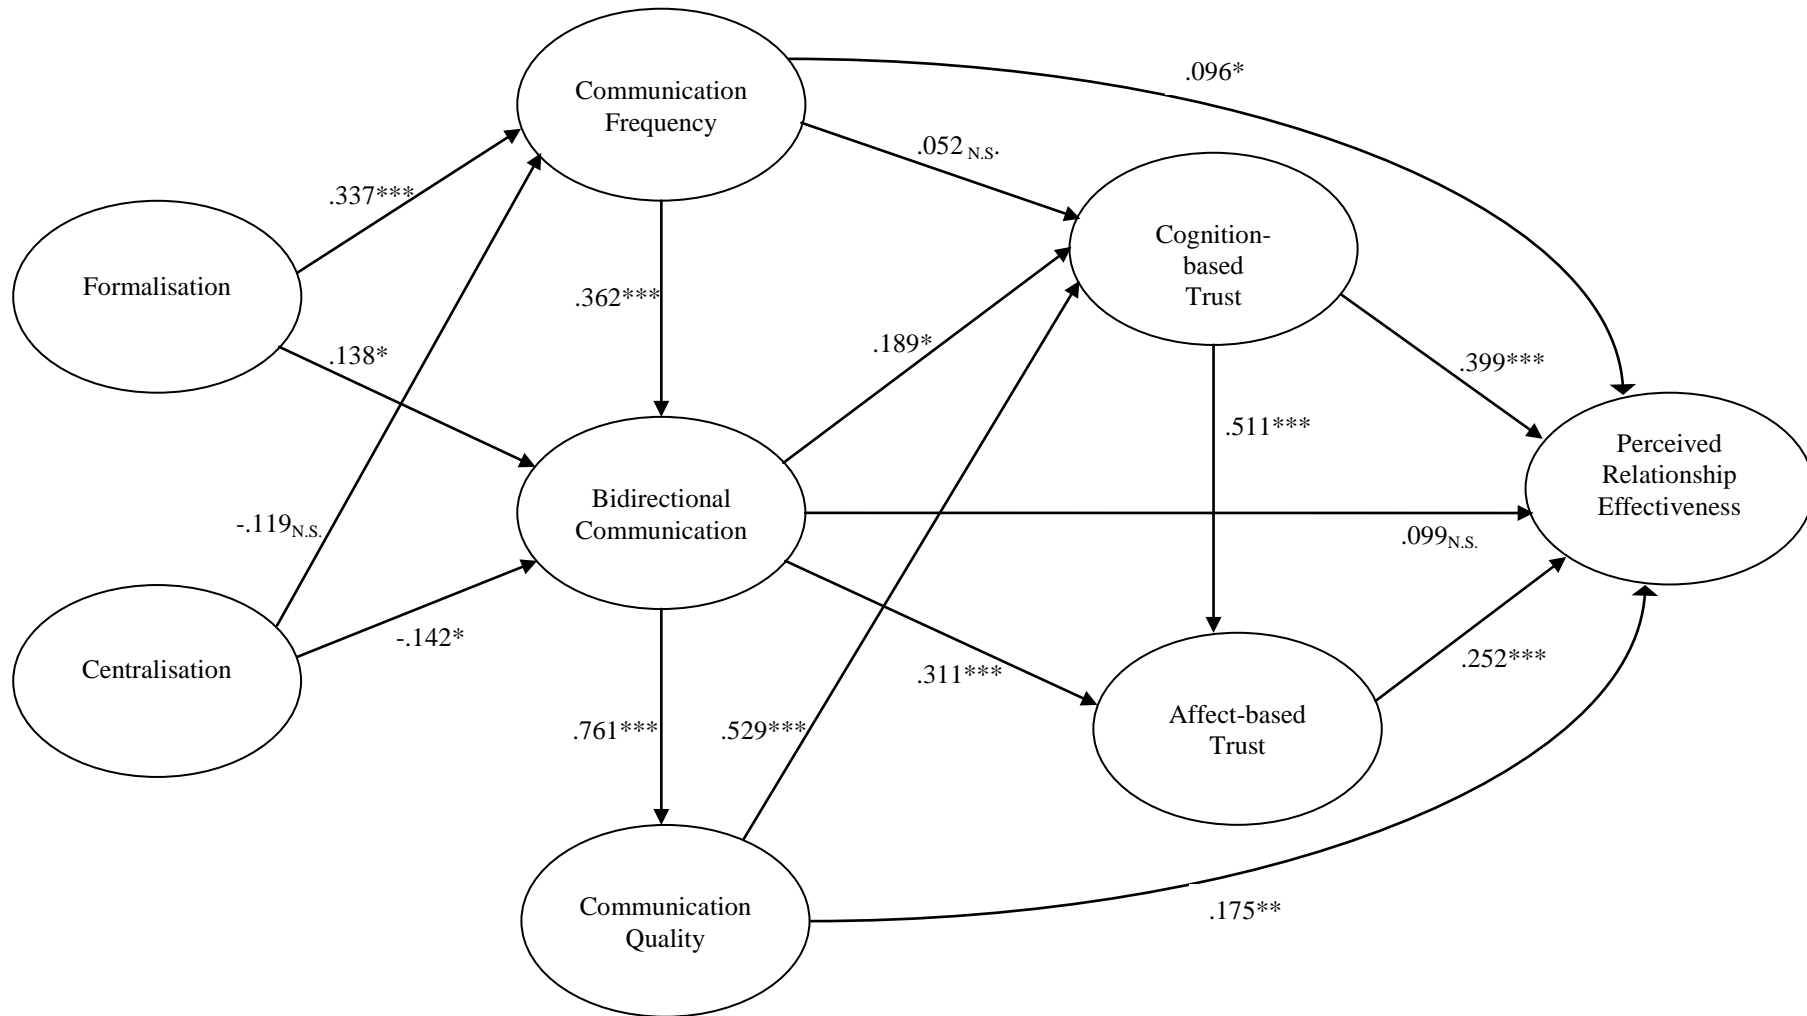 Communication
Frequency
.096*
.052 N.S.
.337***
Cognition-
based
Trust
Formalisation
.362***
.189*
.138*
.399***
.511***
Perceived
Relationship
Effectiveness
Bidirectional
Communication
-.119N.S.
.099N.S.
-.142*
Centralisation
.311***
.252***
.761***
.529***
Affect-based
Trust
Communication
Quality
.175**